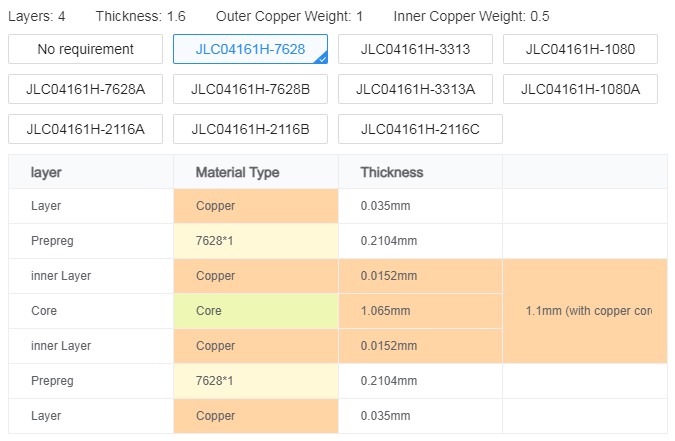 Layers: 4 Thickness: 1.6 Outer Copper Weight: 1 Inner Copper Weight: 0.5
No requirement JLC04161H-7628 JLC04161H-3313 JLC04161H-1080
JLC04161H-7628A JLC04161H-7628B JLC04161H-3313A JLC04161H-1080A
JLC04161H-2116A JLC04161H-2116B JLC04161H-2116C
layer Material Type Thickness
Layer Copper 0.035mm
Prepreg 7628*1 0.2104mm
inner Layer Copper 0.0152mm
Core Core 1.065mm 1.1mm (with copper core
inner Layer Copper 0.0152mm
Prepreg 7628*1 0.2104mm
Layer Copper 0.035mm